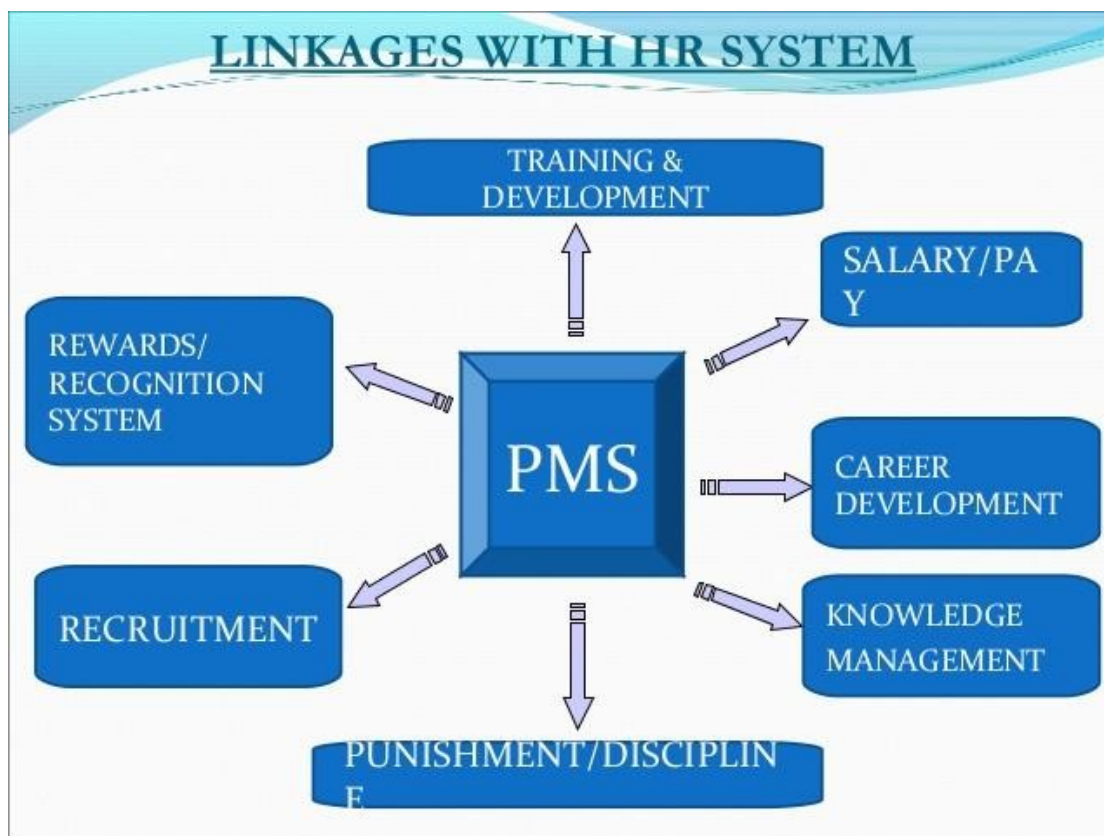 LINKAGES WITH HR SYSTEM
TRAINING &
DEVELOPMENT
SALARY/PA
Y
REWARDS/
RECOGNITION
SYSTEM
PMS
CAREER
DEVELOPMENT
RECRUITMENT
KNOWLEDGE
MANAGEMENT
PUNISHMENT/DISCIPLIN
E